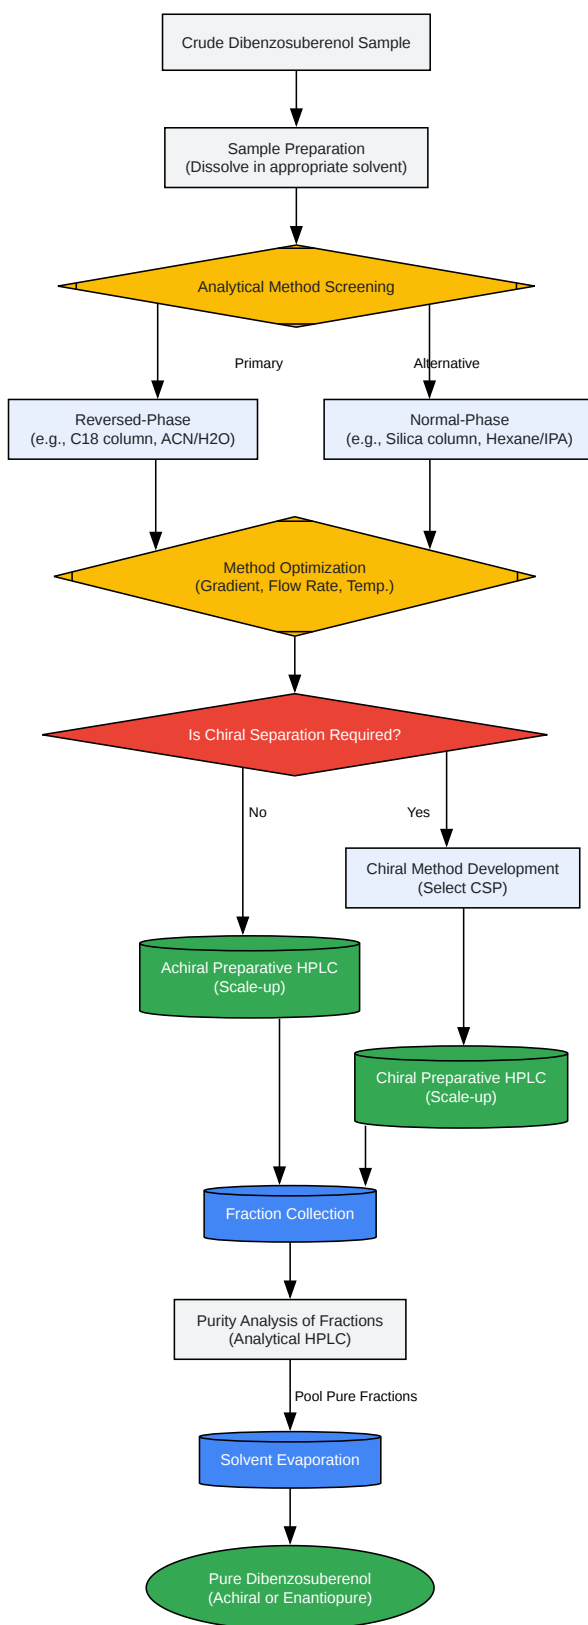 Crude Dibenzosuberenol Sample
Sample Preparation
(Dissolve in appropriate solvent)
Analytical Method Screening
Primary
Alternative
Reversed-Phase
(e.g., C18 column, ACN/H2O)
Normal-Phase
(e.g., Silica column, Hexane/IPA)
Method Optimization
(Gradient, Flow Rate, Temp.)
Is Chiral Separation Required?
No
Yes
Chiral Method Development
(Select CSP)
Achiral Preparative HPLC
(Scale-up)
Chiral Preparative HPLC
(Scale-up)
Fraction Collection
Purity Analysis of Fractions
(Analytical HPLC)
Pool Pure Fractions
Solvent Evaporation
Pure Dibenzosuberenol
(Achiral or Enantiopure)